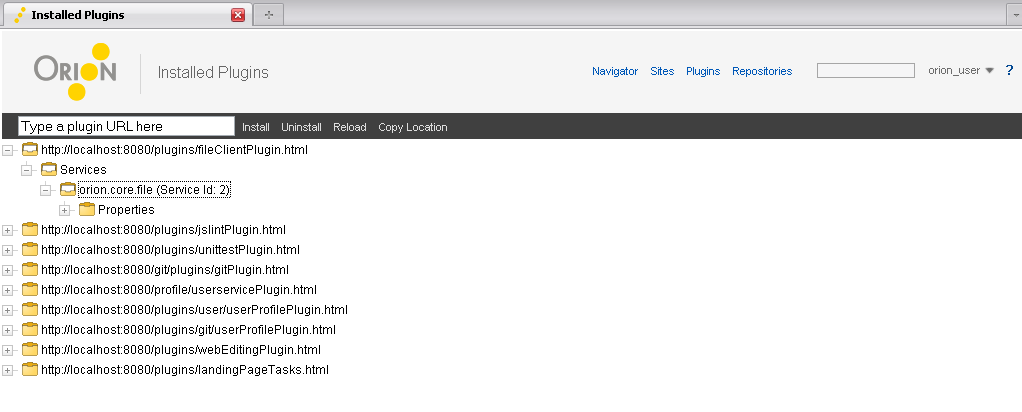 Installed Plugins
ORION
Installed Plugins
Navigator Sites Plugins Repositories orion_user ?
Type a plugin URL here Install Uninstall Reload Copy Location
http://localhost:8080/plugins/fileClientPlugin.html
Services
orion.core.file (Service Id: 2)
Properties
http://localhost:8080/plugins/jslintPlugin.html
http://localhost:8080/plugins/unittestPlugin.html
http://localhost:8080/git/plugins/gitPlugin.html
http://localhost:8080/profile/userservicePlugin.html
http://localhost:8080/plugins/user/userProfilePlugin.html
http://localhost:8080/plugins/git/userProfilePlugin.html
http://localhost:8080/plugins/webEditingPlugin.html
http://localhost:8080/plugins/landingPageTasks.html